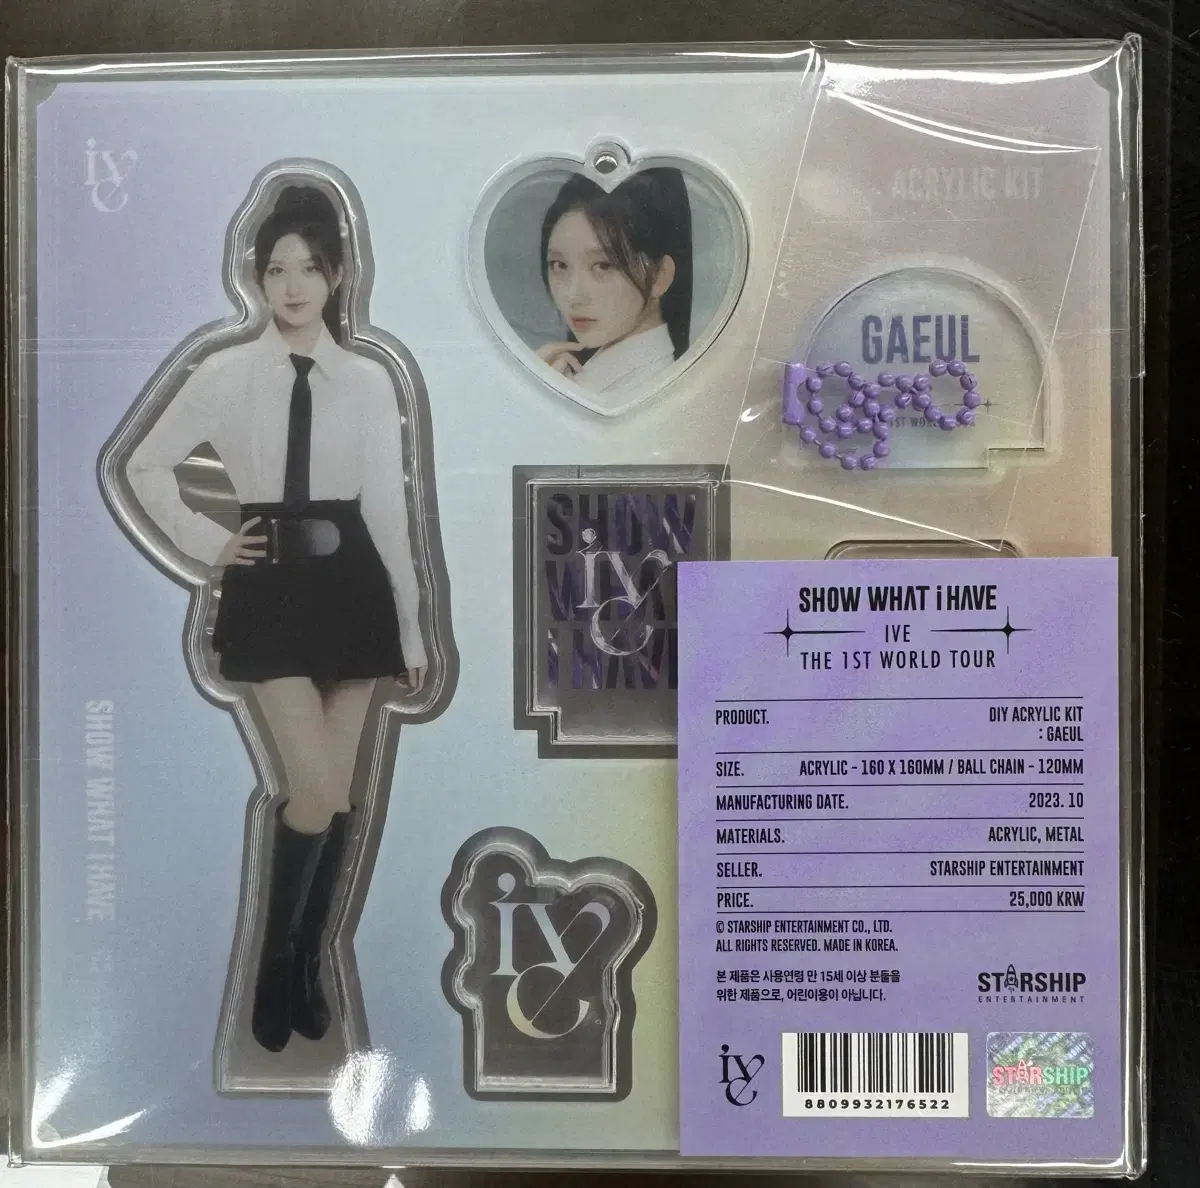 ive
ACRYLIC KIT
GAEUL
1ST WORLD TOUR
SHOW
WHAT
i HAVE
ive
SHOW WHAT i HAVE
ive
SHOW WHAT i HAVE
IVE
THE 1ST WORLD TOUR
PRODUCT. DIY ACRYLIC KIT
: GAEUL
SIZE. ACRYLIC - 160 X 160MM / BALL CHAIN - 120MM
MANUFACTURING DATE. 2023. 10
MATERIALS. ACRYLIC, METAL
SELLER. STARSHIP ENTERTAINMENT
PRICE. 25,000 KRW
© STARSHIP ENTERTAINMENT CO., LTD.
ALL RIGHTS RESERVED. MADE IN KOREA.
본 제품은 사용연령 만 15세 이상 분들을
위한 제품으로, 어린이용이 아닙니다.
STARSHIP
ENTERTAINMENT
ive
8809932176522
STARSHIP